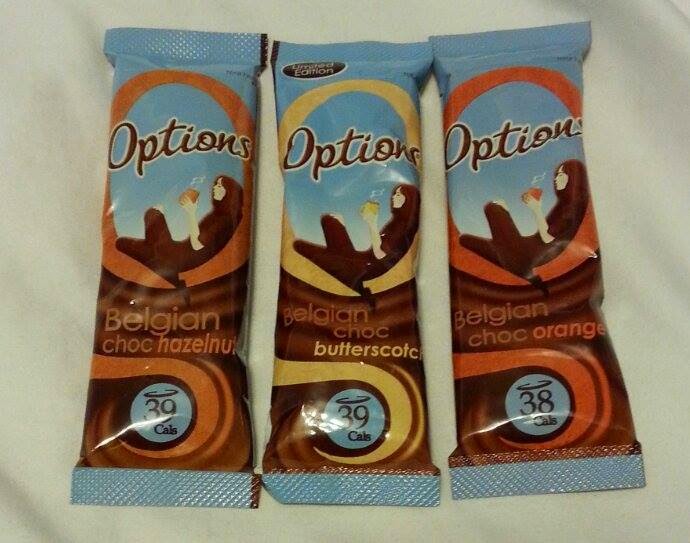 Options
Belgian
choc hazelnut
39
Cals
Limited
Edition
Options
Belgian
choc
butterscotch
39
Cals
Options
Belgian
choc orange
38
Cals